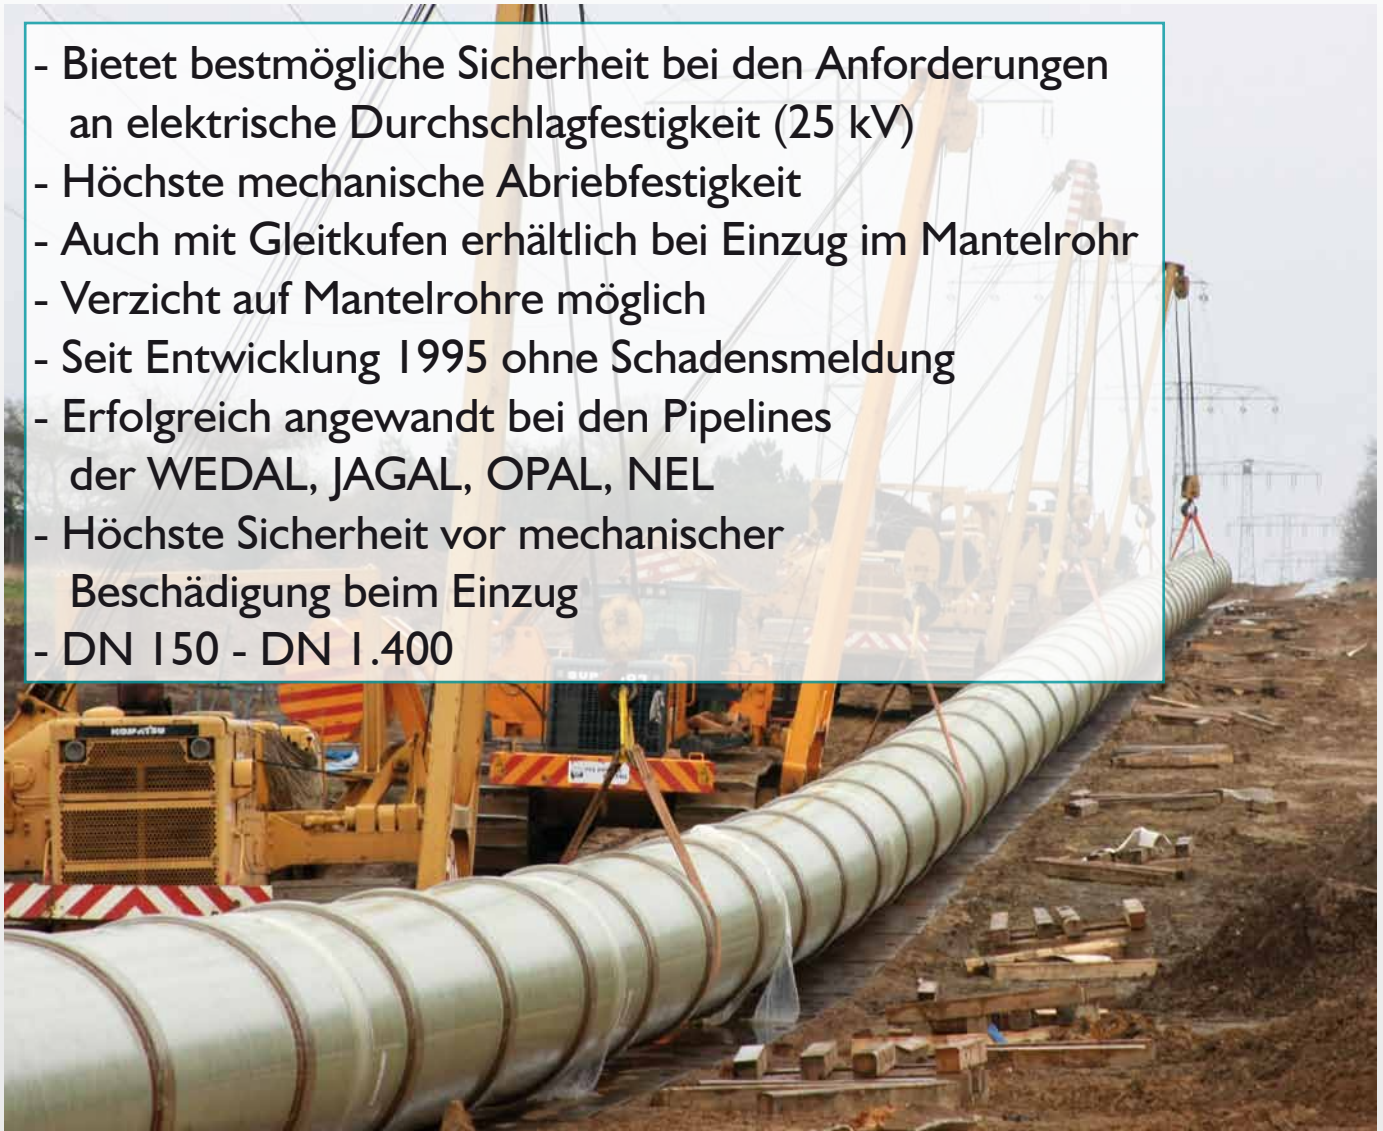 - Bietet bestmögliche Sicherheit bei den Anforderungen
an elektrische Durchschlagfestigkeit (25 kV)
- Höchste mechanische Abriebfestigkeit
- Auch mit Gleitkufen erhältlich bei Einzug im Mantelrohr
- Verzicht auf Mantelrohre möglich
- Seit Entwicklung 1995 ohne Schadensmeldung
- Erfolgreich angewandt bei den Pipelines
der WEDAL, JAGAL, OPAL, NEL
- Höchste Sicherheit vor mechanischer
Beschädigung beim Einzug
- DN 150 - DN 1.400
KOMATSU